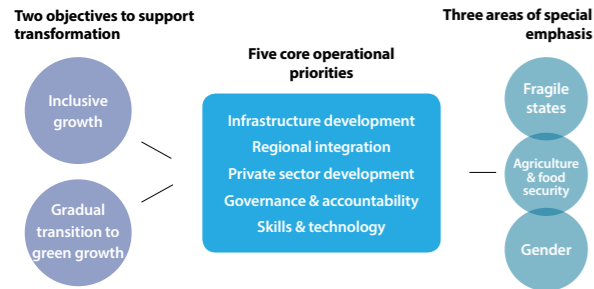 Two objectives to support
transformation
Inclusive
growth
Gradual
transition to
green growth
Five core operational
priorities
Infrastructure development
Regional integration
Private sector development
Governance & accountability
Skills & technology
Three areas of special
emphasis
Fragile
states
Agriculture
& food
security
Gender